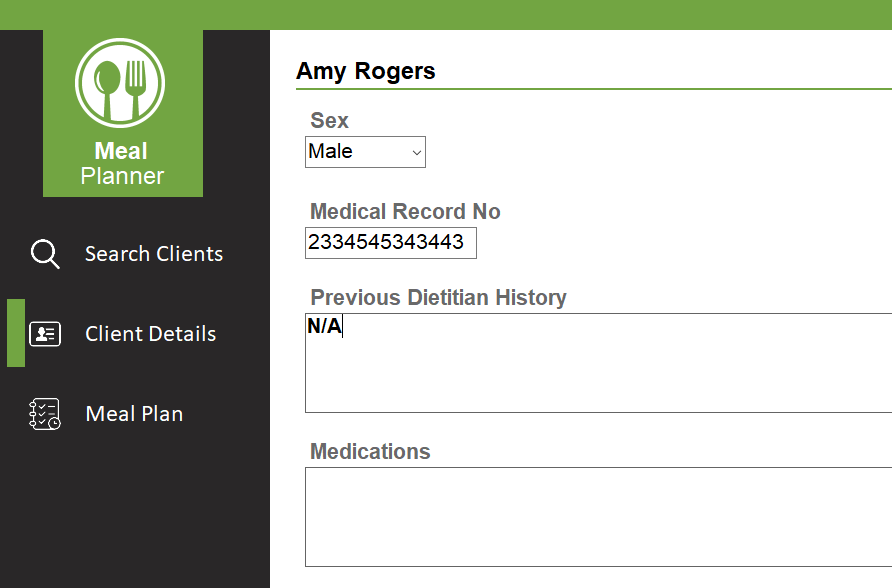 Meal
Planner
Search Clients
Client Details
Meal Plan
Amy Rogers
Sex
Male
Medical Record No
2334545343443
Previous Dietitian History
N/A
Medications